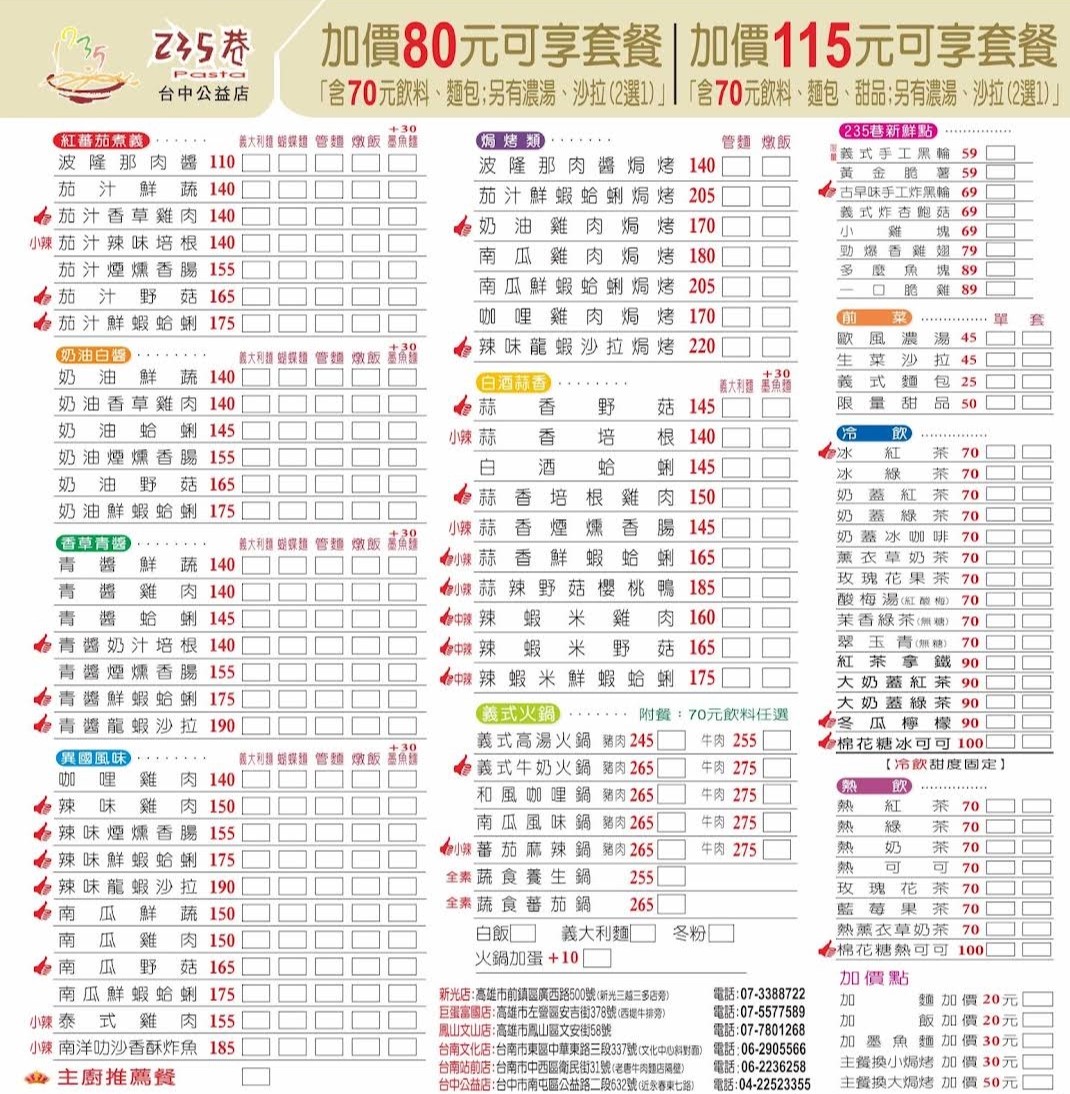 235
235巷
Pasta
台中公益店
加價80元可享套餐
「含70元飲料、麵包;另有濃湯、沙拉(2選1)」
加價115元可享套餐
「含70元飲料、麵包、甜品;另有濃湯、沙拉(2選1)」
紅番茄煮義 ········ 義大利麵 蝴蝶麵 管麵 燉飯 +30墨魚麵
波隆那肉醬 110
茄汁鮮蔬 140
茄汁香草雞肉 140
小辣 茄汁辣味培根 140
茄汁煙燻香腸 155
茄汁野菇 165
茄汁鮮蝦蛤蜊 175
奶油白醬 ········ 義大利麵 蝴蝶麵 管麵 燉飯 +30墨魚麵
奶油鮮蔬 140
奶油香草雞肉 140
奶油蛤蜊 145
奶油煙燻香腸 155
奶油野菇 165
奶油鮮蝦蛤蜊 175
香草青醬 ········ 義大利麵 蝴蝶麵 管麵 燉飯 +30墨魚麵
青醬鮮蔬 140
青醬雞肉 140
青醬蛤蜊 145
青醬奶汁培根 140
青醬煙燻香腸 155
青醬鮮蝦蛤蜊 175
青醬龍蝦沙拉 190
異國風味 ········ 義大利麵 蝴蝶麵 管麵 燉飯 +30墨魚麵
咖哩雞肉 140
辣味雞肉 150
辣味煙燻香腸 155
辣味鮮蝦蛤蜊 175
辣味龍蝦沙拉 190
南瓜鮮蔬 150
南瓜雞肉 150
南瓜野菇 165
南瓜鮮蝦蛤蜊 175
小辣 泰式雞肉 155
小辣 南洋叻沙香酥炸魚 185
主廚推薦餐
焗烤類 ········ 管麵 燉飯
波隆那肉醬焗烤 140
茄汁鮮蝦蛤蜊焗烤 205
奶油雞肉焗烤 170
南瓜雞肉焗烤 180
南瓜鮮蝦蛤蜊焗烤 205
咖哩雞肉焗烤 170
辣味龍蝦沙拉焗烤 220
白酒蒜香 ········ 義大利麵 +30墨魚麵
蒜香野菇 145
小辣 蒜香培根 140
白酒蛤蜊 145
蒜香培根雞肉 150
小辣 蒜香煙燻香腸 145
小辣 蒜香鮮蝦蛤蜊 165
小辣 蒜辣野菇櫻桃鴨 185
中辣 辣蝦米雞肉 160
中辣 辣蝦米野菇 165
中辣 辣蝦米鮮蝦蛤蜊 175
義式火鍋 ······· 附餐:70元飲料任選
義式高湯火鍋 豬肉 245 牛肉 255
義式牛奶火鍋 豬肉 265 牛肉 275
和風咖哩鍋 豬肉 265 牛肉 275
南瓜風味鍋 豬肉 265 牛肉 275
小辣 蕃茄麻辣鍋 豬肉 265 牛肉 275
全素 蔬食養生鍋 255
全素 蔬食蕃茄鍋 265
白飯 義大利麵 冬粉
火鍋加蛋 +10
新光店:高雄市前鎮區廣西路500號(新光三越三多店旁) 電話:07-3388722
巨蛋富國店:高雄市左營區安吉街378號(西堤牛排旁) 電話:07-5577589
鳳山文山店:高雄市鳳山區文安街58號 電話:07-7801268
台南文化店:台南市東區中華東路三段337號(文化中心斜對面) 電話:06-2905566
台南站前店:台南市中西區衛民街31號(老唐牛肉麵店隔壁) 電話:06-2236258
台中公益店:台中市南屯區公益路二段632號(近永春東七路) 電話:04-22523355
235巷新鮮點 ··············
限量 義式手工黑輪 59
黃金脆薯 59
古早味手工炸黑輪 69
義式炸杏鮑菇 69
小雞塊 69
勁爆香雞翅 79
多麼魚塊 89
一口脆雞 89
前菜 ·············· 單 套
歐風濃湯 45
生菜沙拉 45
義式麵包 25
限量甜品 50
冷飲 ··············
冰紅茶 70
冰綠茶 70
奶蓋紅茶 70
奶蓋綠茶 70
奶蓋冰咖啡 70
薰衣草奶茶 70
玫瑰花果茶 70
酸梅湯(紅酸梅) 70
茉香綠茶(無糖) 70
翠玉青(無糖) 70
紅茶拿鐵 90
大奶蓋紅茶 90
大奶蓋綠茶 90
冬瓜檸檬 90
棉花糖冰可可 100
【冷飲甜度固定】
熱飲 ··············
熱紅茶 70
熱綠茶 70
熱奶茶 70
熱可可 70
玫瑰花茶 70
藍莓果茶 70
熱薰衣草奶茶 70
棉花糖熱可可 100
加價點
加麵 加價20元
加飯 加價20元
加墨魚麵 加價30元
主餐換小焗烤 加價30元
主餐換大焗烤 加價50元